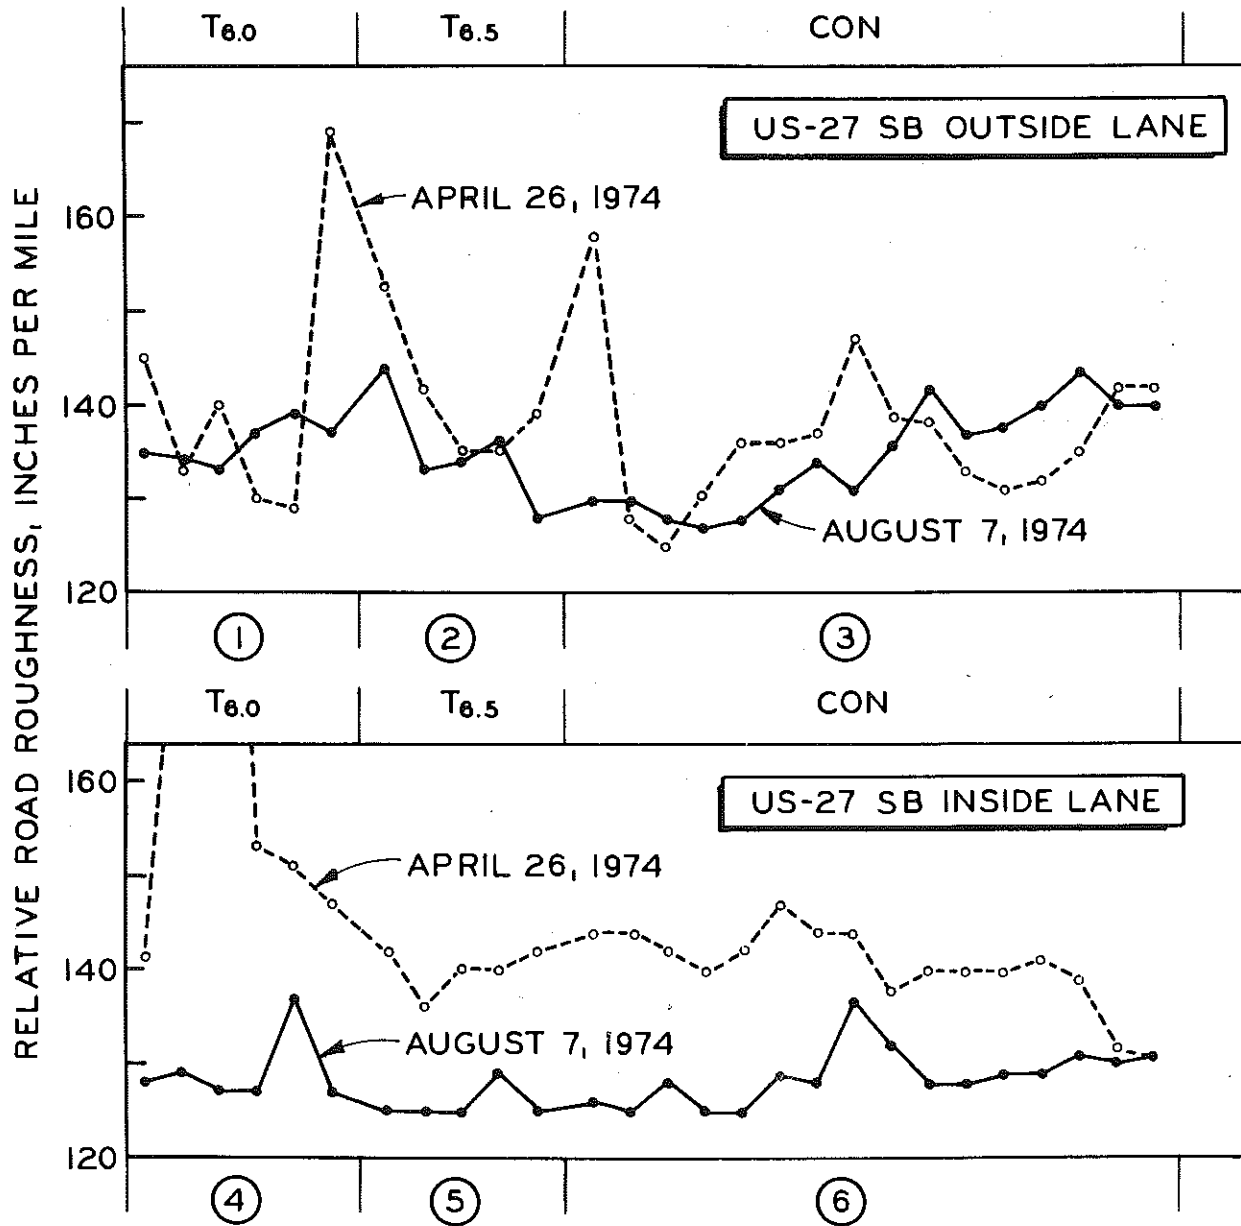 T6.0 T6.5 CON
US-27 SB OUTSIDE LANE
APRIL 26, 1974
160
140
AUGUST 7, 1974
120
1 2 3
RELATIVE ROAD ROUGHNESS, INCHES PER MILE
T6.0 T6.5 CON
160
US-27 SB INSIDE LANE
APRIL 26, 1974
140
AUGUST 7, 1974
120
4 5 6